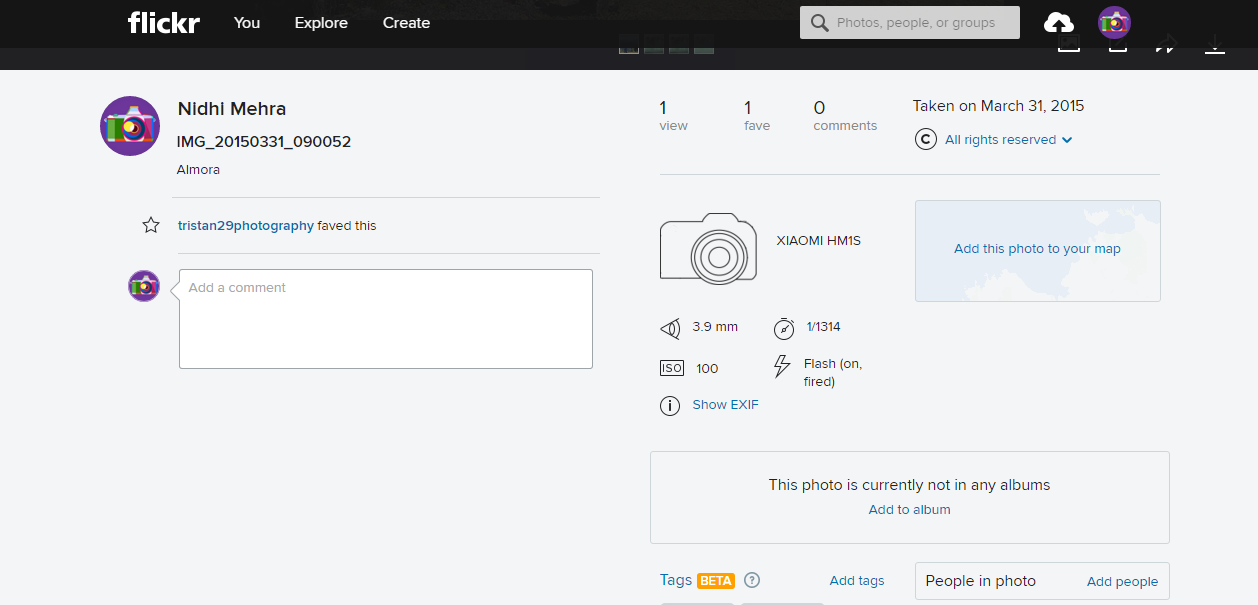 flickr You Explore Create Photos, people, or groups
Nidhi Mehra
IMG_20150331_090052
Almora
tristan29photography faved this
Add a comment
1 view
1 fave
0 comments
Taken on March 31, 2015
C All rights reserved
XIAOMI HM1S
Add this photo to your map
3.9 mm
1/1314
ISO 100
Flash (on,
fired)
i Show EXIF
This photo is currently not in any albums
Add to album
Tags BETA ? Add tags
People in photo Add people